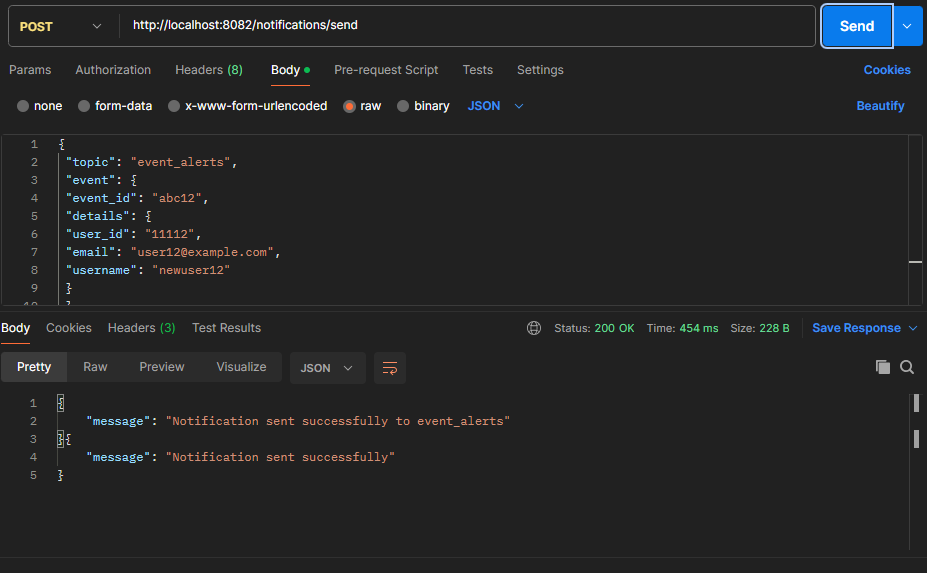 POST http://localhost:8082/notifications/send Send
Params Authorization Headers (8) Body Pre-request Script Tests Settings Cookies
none form-data x-www-form-urlencoded raw binary JSON Beautify
1 {
2 "topic": "event_alerts",
3 "event": {
4 "event_id": "abc12",
5 "details": {
6 "user_id": "11112",
7 "email": "user12@example.com",
8 "username": "newuser12"
9 }
10 }
Body Cookies Headers (3) Test Results Status: 200 OK Time: 454 ms Size: 228 B Save Response
Pretty Raw Preview Visualize JSON
1 {
2 "message": "Notification sent successfully to event_alerts"
3 }{
4 "message": "Notification sent successfully"
5 }